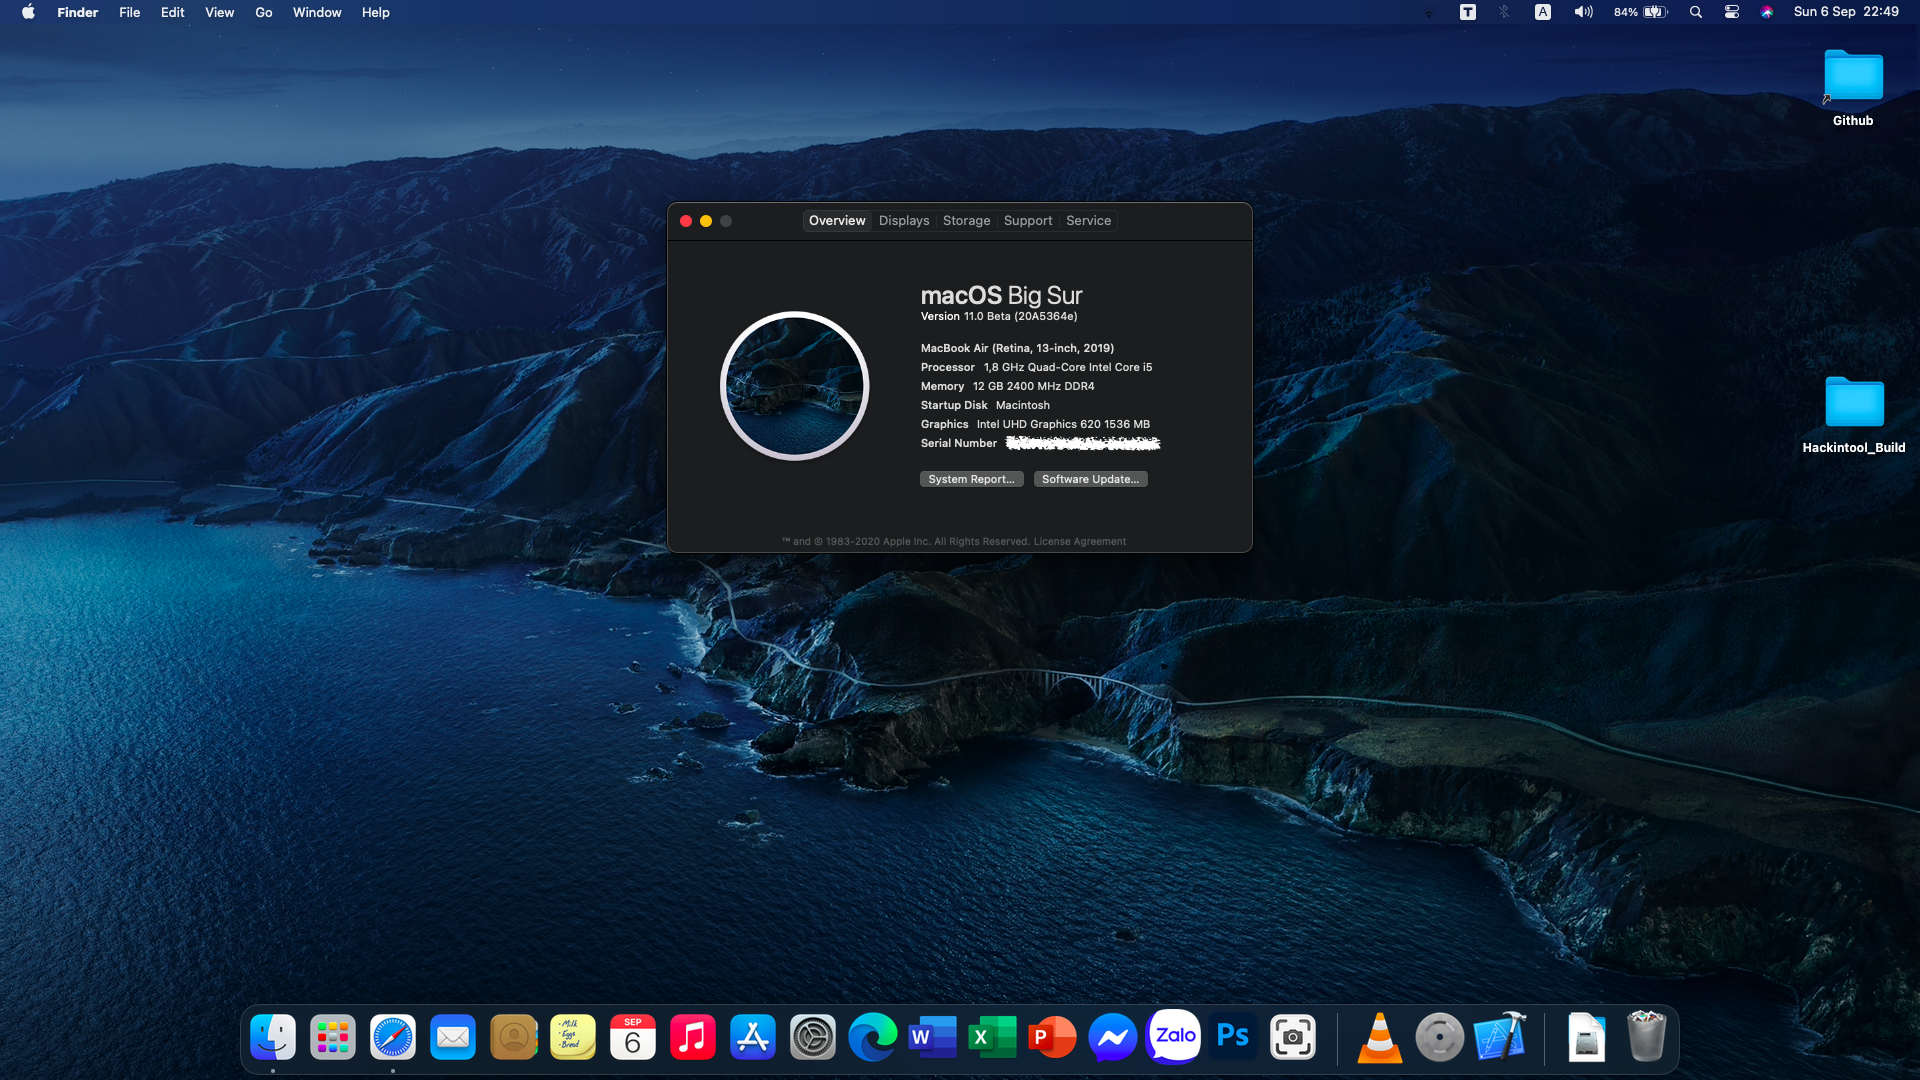 Finder File Edit View Go Window Help
T A 84% Sun 6 Sep 22:49
Github
Hackintool_Build
Overview Displays Storage Support Service
macOS Big Sur
Version 11.0 Beta (20A5364e)
MacBook Air (Retina, 13-inch, 2019)
Processor 1,8 GHz Quad-Core Intel Core i5
Memory 12 GB 2400 MHz DDR4
Startup Disk Macintosh
Graphics Intel UHD Graphics 620 1536 MB
Serial Number
System Report... Software Update...
™ and © 1983-2020 Apple Inc. All Rights Reserved. License Agreement
- Milk
- Eggs
- Bread
SEP
6
W
X
P
Zalo
Ps